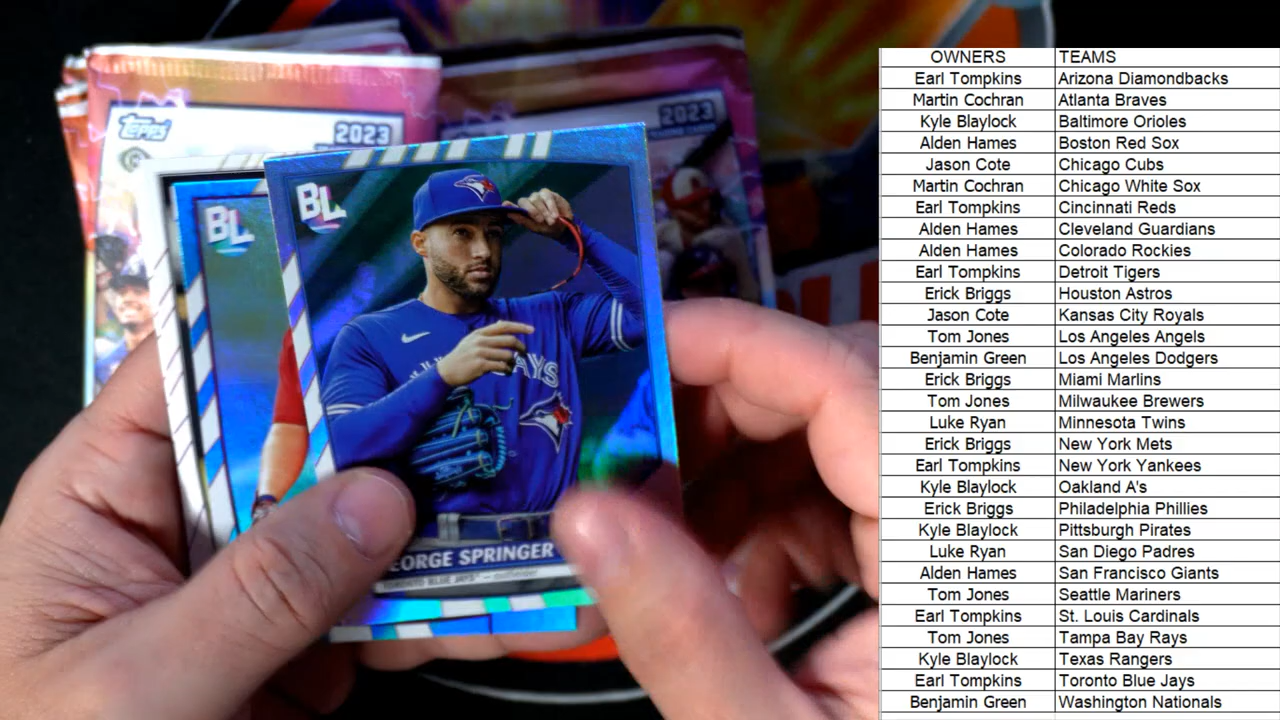 Topps
2023
2023
BL
BL
AYS
EORGE SPRINGER
TORONTO BLUE JAYS™ — outfielder
OWNERS TEAMS
Earl Tompkins Arizona Diamondbacks
Martin Cochran Atlanta Braves
Kyle Blaylock Baltimore Orioles
Alden Hames Boston Red Sox
Jason Cote Chicago Cubs
Martin Cochran Chicago White Sox
Earl Tompkins Cincinnati Reds
Alden Hames Cleveland Guardians
Alden Hames Colorado Rockies
Earl Tompkins Detroit Tigers
Erick Briggs Houston Astros
Jason Cote Kansas City Royals
Tom Jones Los Angeles Angels
Benjamin Green Los Angeles Dodgers
Erick Briggs Miami Marlins
Tom Jones Milwaukee Brewers
Luke Ryan Minnesota Twins
Erick Briggs New York Mets
Earl Tompkins New York Yankees
Kyle Blaylock Oakland A's
Erick Briggs Philadelphia Phillies
Kyle Blaylock Pittsburgh Pirates
Luke Ryan San Diego Padres
Alden Hames San Francisco Giants
Tom Jones Seattle Mariners
Earl Tompkins St. Louis Cardinals
Tom Jones Tampa Bay Rays
Kyle Blaylock Texas Rangers
Earl Tompkins Toronto Blue Jays
Benjamin Green Washington Nationals